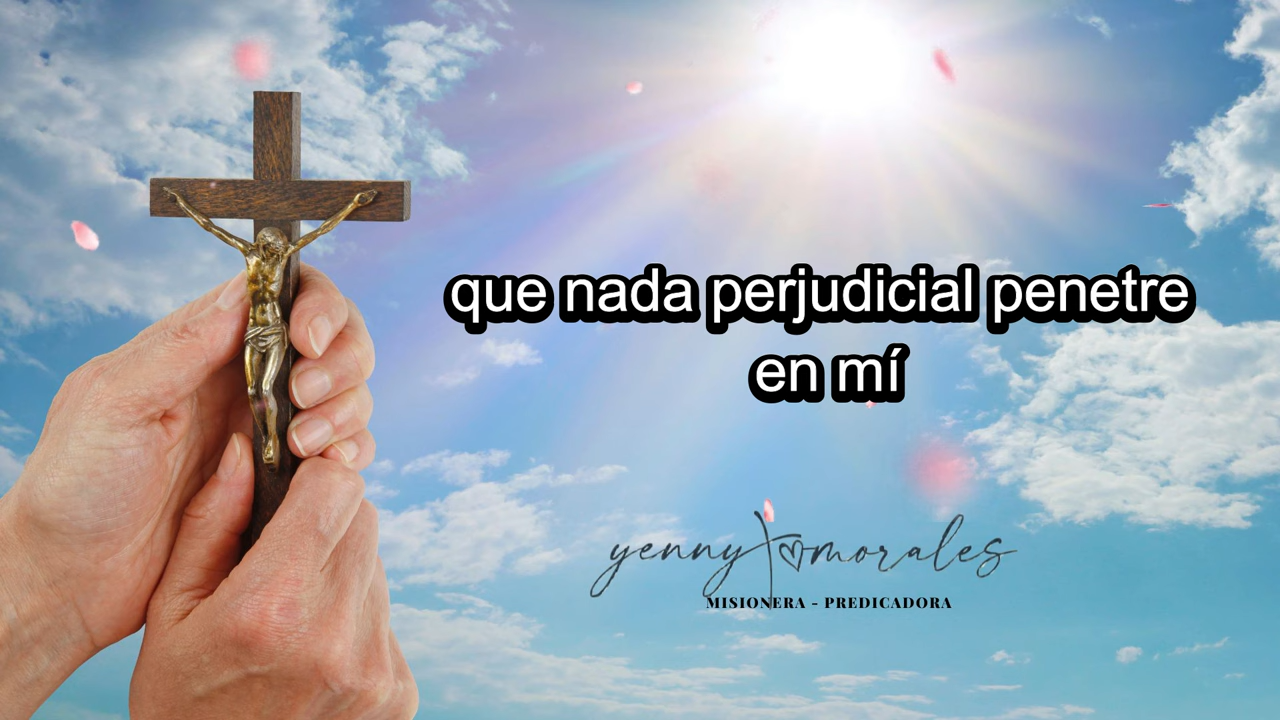 que nada perjudicial penetre
en mí
yenny morales
MISIONERA - PREDICADORA